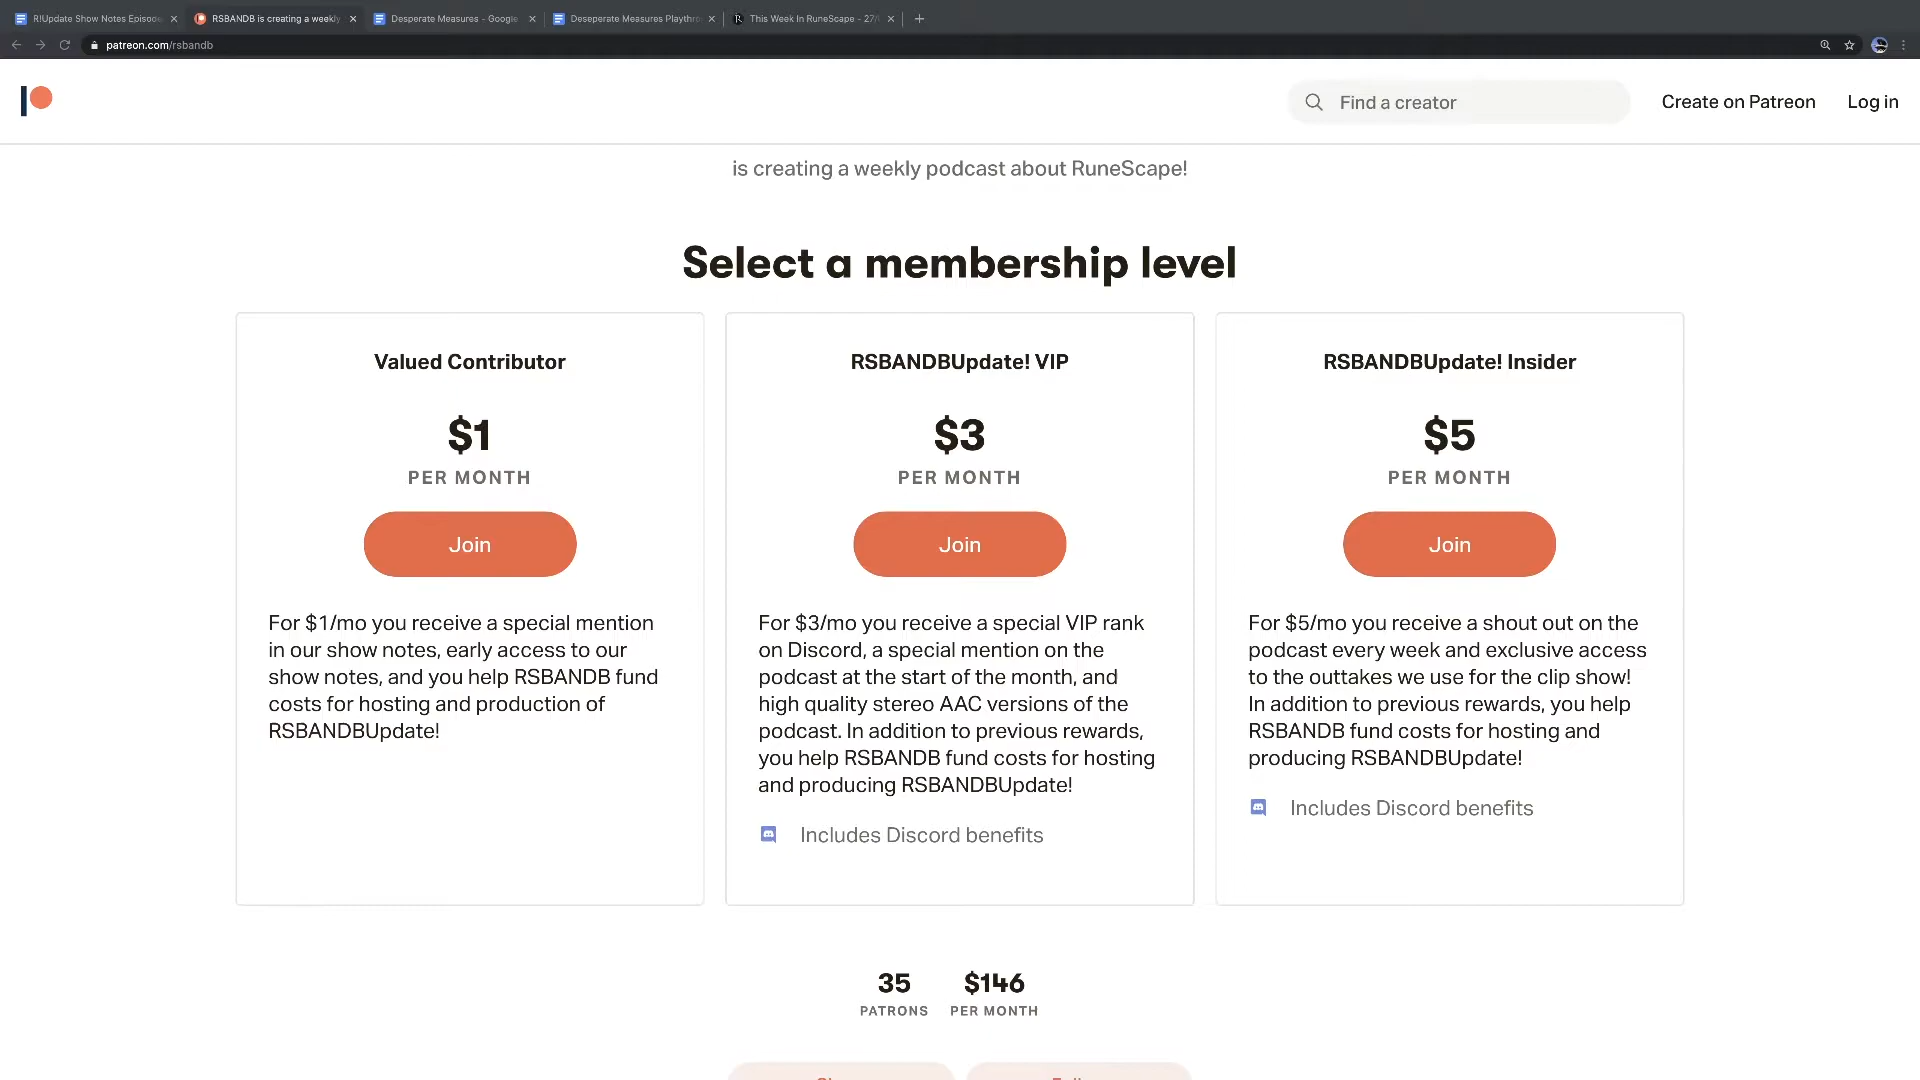 R!Update Show Notes Episode
RSBANDB is creating a weekly
Desperate Measures - Google
Deseperate Measures Playthro
This Week In RuneScape - 27/
patreon.com/rsbandb
Find a creator
Create on Patreon
Log in
is creating a weekly podcast about RuneScape!
Select a membership level
Valued Contributor
$1
PER MONTH
Join
For $1/mo you receive a special mention
in our show notes, early access to our
show notes, and you help RSBANDB fund
costs for hosting and production of
RSBANDBUpdate!
RSBANDBUpdate! VIP
$3
PER MONTH
Join
For $3/mo you receive a special VIP rank
on Discord, a special mention on the
podcast at the start of the month, and
high quality stereo AAC versions of the
podcast. In addition to previous rewards,
you help RSBANDB fund costs for hosting
and producing RSBANDBUpdate!
Includes Discord benefits
RSBANDBUpdate! Insider
$5
PER MONTH
Join
For $5/mo you receive a shout out on the
podcast every week and exclusive access
to the outtakes we use for the clip show!
In addition to previous rewards, you help
RSBANDB fund costs for hosting and
producing RSBANDBUpdate!
Includes Discord benefits
35
PATRONS
$146
PER MONTH